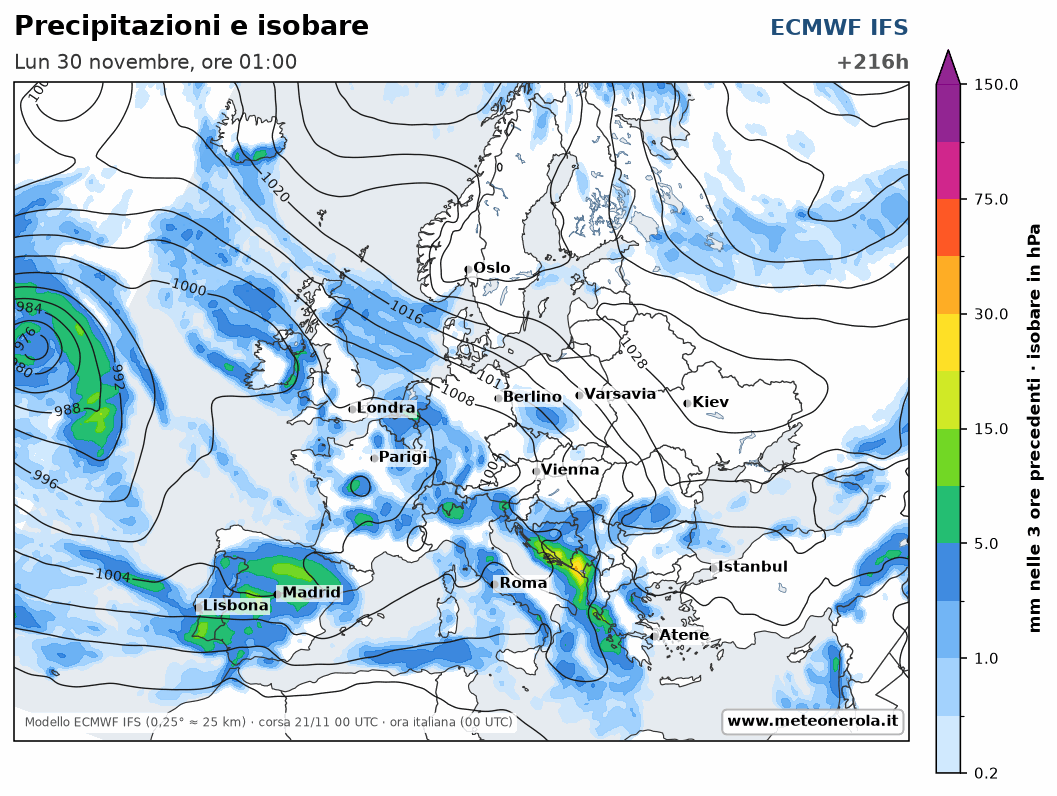 Precipitazioni e isobare
ECMWF IFS
Lun 30 novembre, ore 01:00
+216h
1020
1000
1016
984
976
980
992
988
996
1028
1012
1008
1004
1004
Oslo
Londra
Berlino
Varsavia
Kiev
Parigi
Vienna
Madrid
Lisbona
Roma
Istanbul
Atene
Modello ECMWF IFS (0,25° ≈ 25 km) · corsa 21/11 00 UTC · ora italiana (00 UTC)
www.meteonerola.it
150.0
75.0
30.0
15.0
5.0
1.0
0.2
mm nelle 3 ore precedenti · isobare in hPa